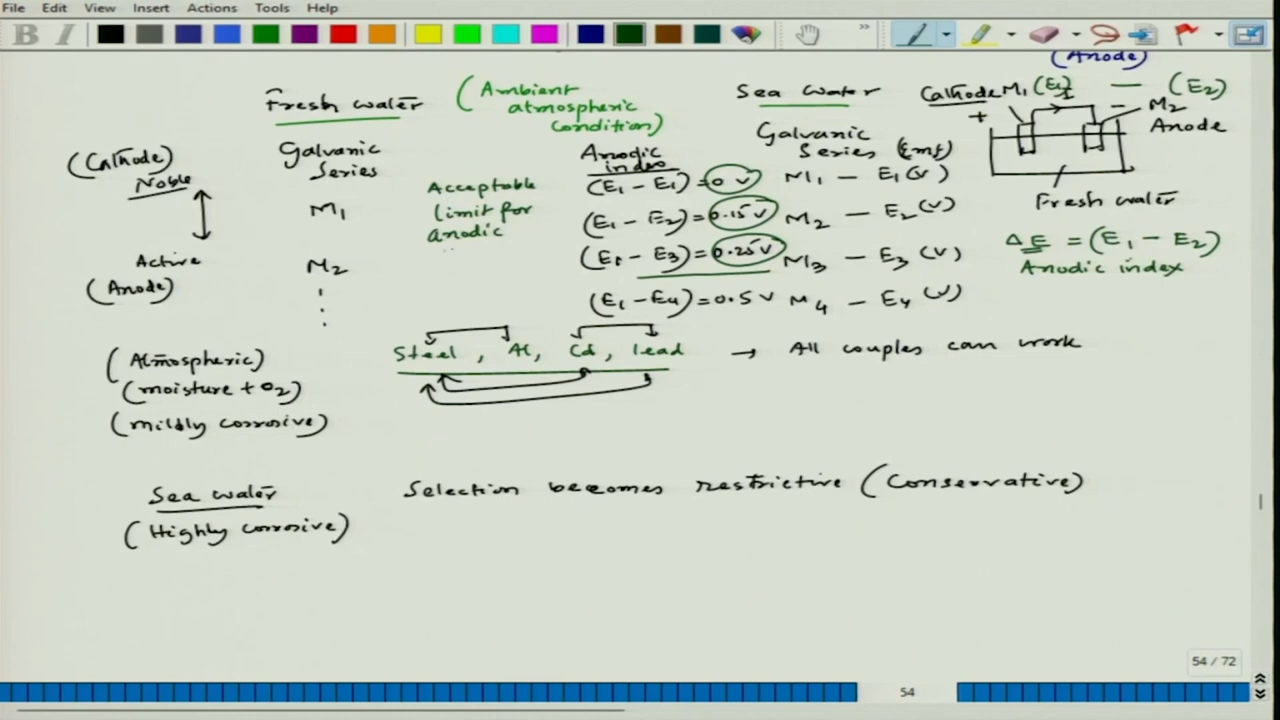 File Edit View Insert Actions Tools Help
B I
(Anode)
Fresh water
(Ambient atmospheric condition)
Sea water
Cathode M1 (E1) — (E2)
+ −
M2
Anode
Fresh water
ΔE = (E1 − E2)
Anodic index
(Cathode)
Noble
Active
(Anode)
Galvanic Series
M1
M2
Acceptable limit for anodic
Anodic index
(E1 − E1) = 0 V
(E1 − E2) = 0.15 V
(E1 − E3) = 0.25 V
(E1 − E4) = 0.5 V
Galvanic Series (Emf)
M1 − E1 (V)
M2 − E2 (V)
M3 − E3 (V)
M4 − E4 (V)
(Atmospheric)
(moisture + O2)
(mildly corrosive)
Steel, Al, Cd, lead → All couples can work
Sea water
(Highly corrosive)
Selection becomes restrictive (Conservative)
54 / 72
54